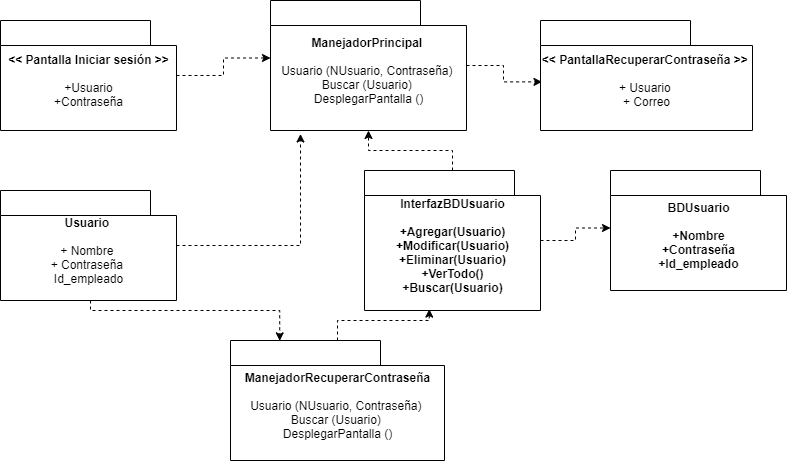 << Pantalla Iniciar sesión >>
+Usuario
+Contraseña
ManejadorPrincipal
Usuario (NUsuario, Contraseña)
Buscar (Usuario)
DesplegarPantalla ()
<< PantallaRecuperarContraseña >>
+ Usuario
+ Correo
Usuario
+ Nombre
+ Contraseña
Id_empleado
InterfazBDUsuario
+Agregar(Usuario)
+Modificar(Usuario)
+Eliminar(Usuario)
+VerTodo()
+Buscar(Usuario)
BDUsuario
+Nombre
+Contraseña
+Id_empleado
ManejadorRecuperarContraseña
Usuario (NUsuario, Contraseña)
Buscar (Usuario)
DesplegarPantalla ()